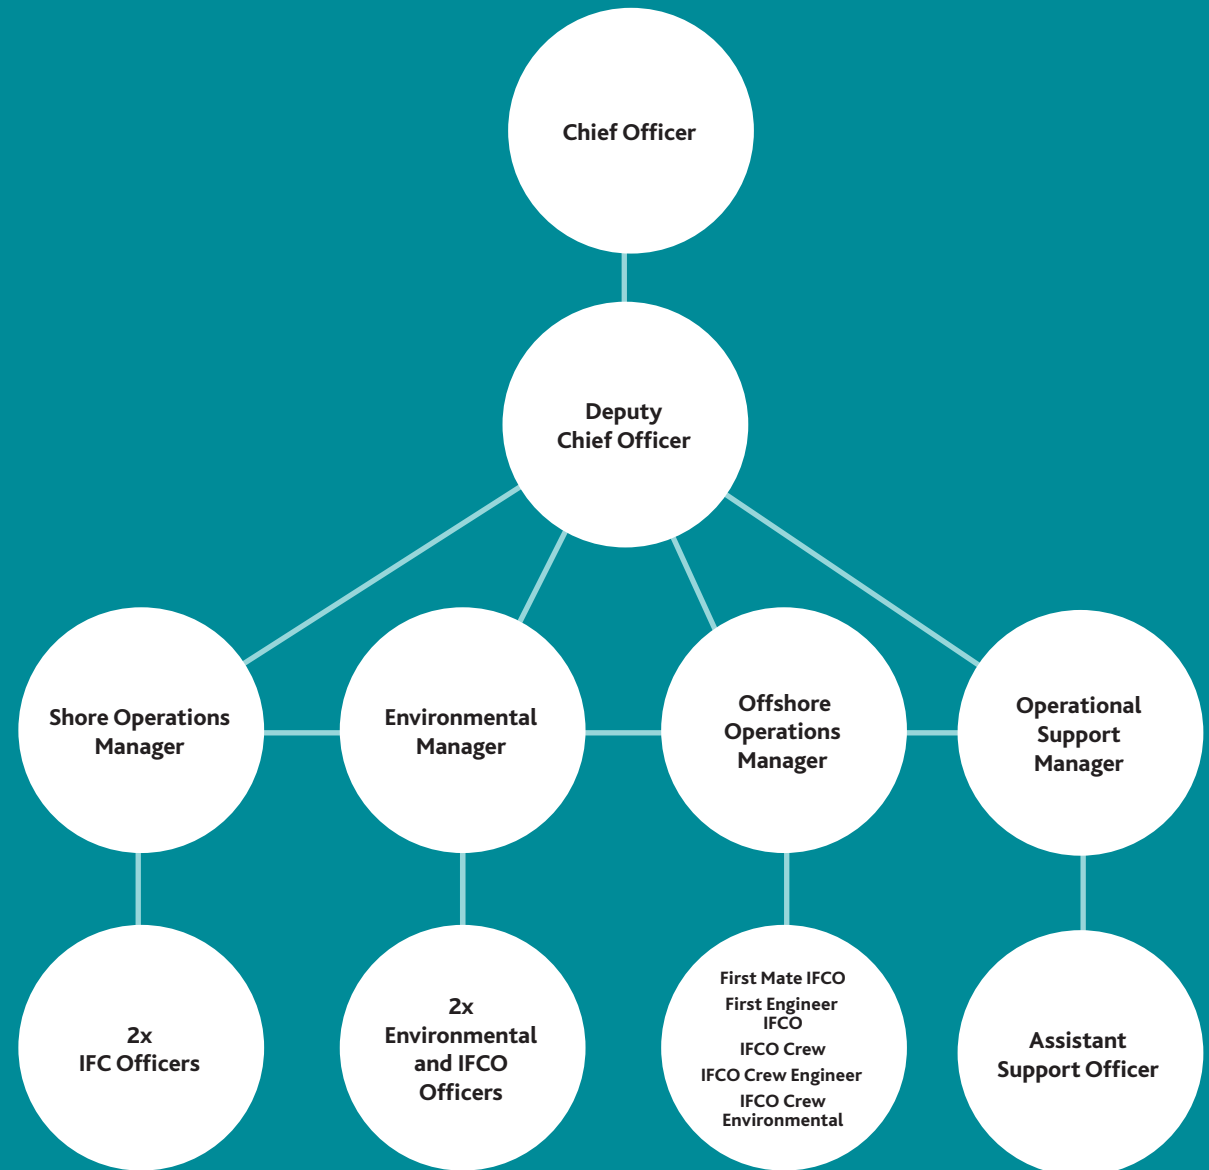 Chief Officer
Deputy
Chief Officer
Shore Operations
Manager
Environmental
Manager
Offshore
Operations
Manager
Operational
Support
Manager
2x
IFC Officers
2x
Environmental
and IFCO
Officers
First Mate IFCO
First Engineer
IFCO
IFCO Crew
IFCO Crew Engineer
IFCO Crew
Environmental
Assistant
Support Officer